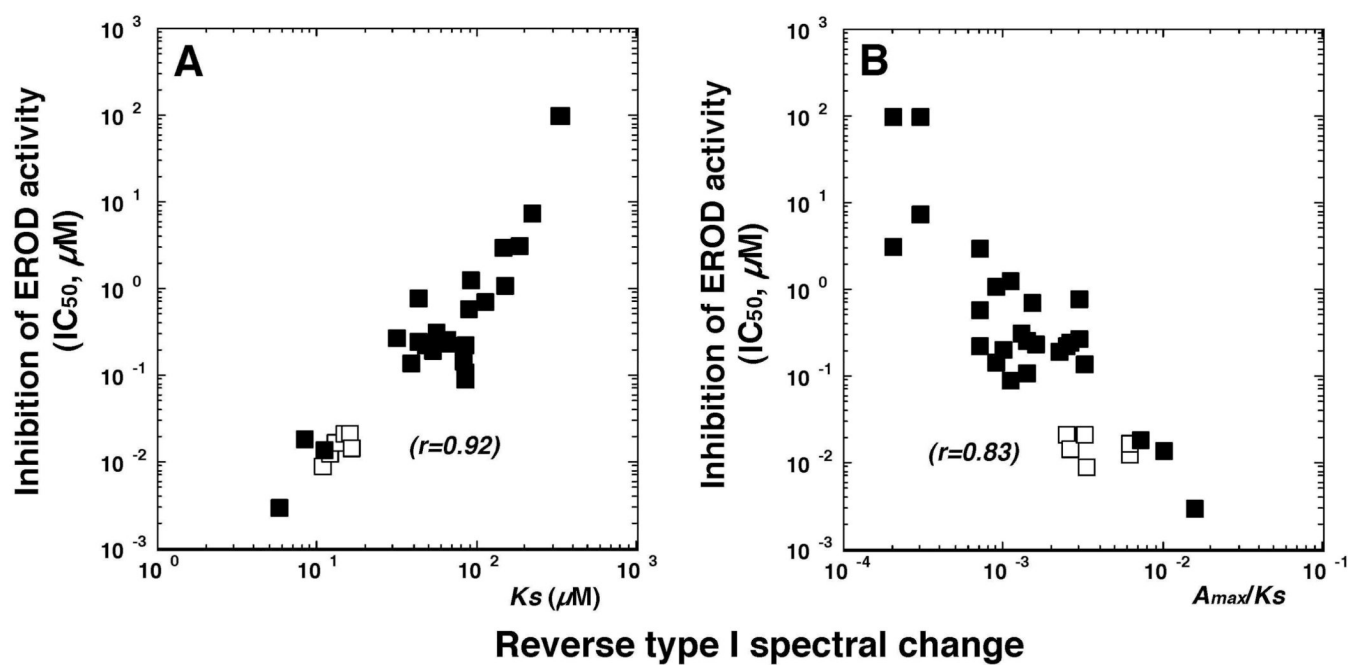 A
Inhibition of EROD activity
(IC50, μM)
10 3
10 2
10 1
10 0
10 -1
10 -2
10 -3
10 0
10 1
10 2
10 3
(r=0.92)
Ks (μM)
B
Inhibition of EROD activity
(IC50, μM)
10 3
10 2
10 1
10 0
10 -1
10 -2
10 -3
10 -4
10 -3
10 -2
10 -1
(r=0.83)
Amax/Ks
Reverse type I spectral change